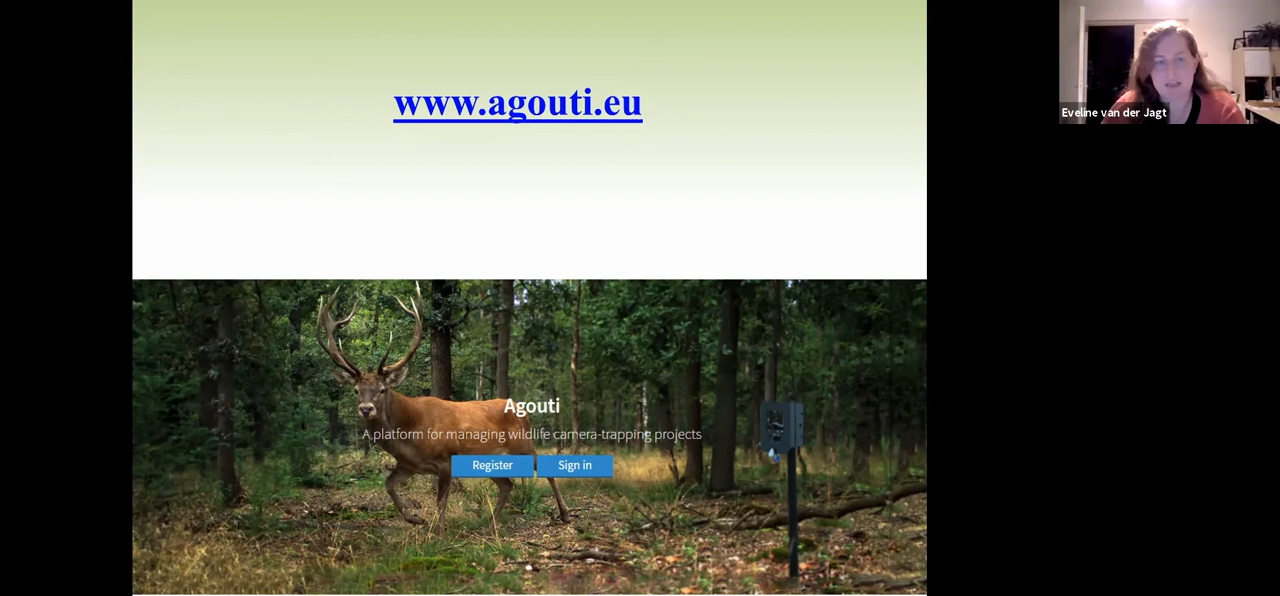 www.agouti.eu
Eveline van der Jagt
Agouti
A platform for managing wildlife camera-trapping projects
Register
Sign in